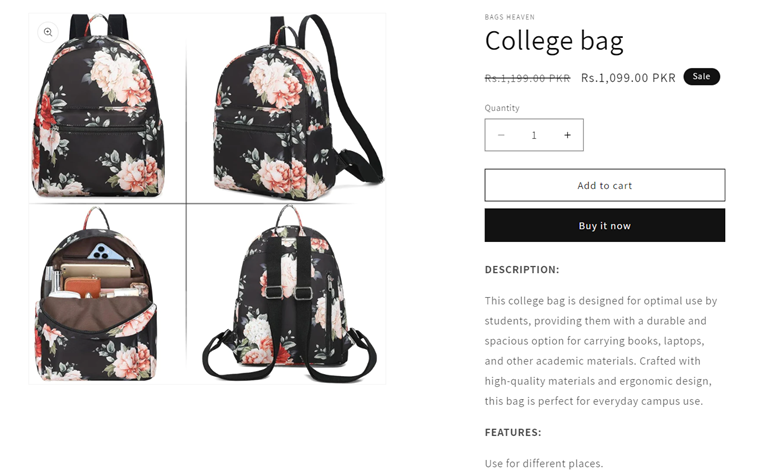 BAGS HEAVEN
College bag
Rs.1,199.00 PKR Rs.1,099.00 PKR Sale
Quantity
− 1 +
Add to cart
Buy it now
DESCRIPTION:
This college bag is designed for optimal use by
students, providing them with a durable and
spacious option for carrying books, laptops,
and other academic materials. Crafted with
high-quality materials and ergonomic design,
this bag is perfect for everyday campus use.
FEATURES:
Use for different places.